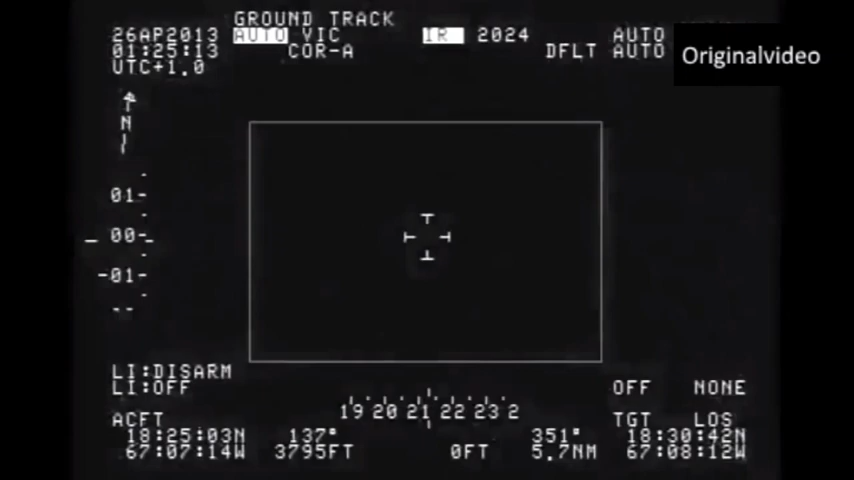 GROUND TRACK
26AP2013 AUTO VIC IR 2024 AUTO
01:25:13 COR-A DFLT AUTO
UTC+1.0
Originalvideo
N
01-
00-
-01-
--
LI:DISARM
LI:OFF OFF NONE
19 20 21 22 23 2
ACFT TGT LOS
18:25:03N 137° 351° 18:30:42N
67:07:14W 3795FT 0FT 5.7NM 67:08:12W